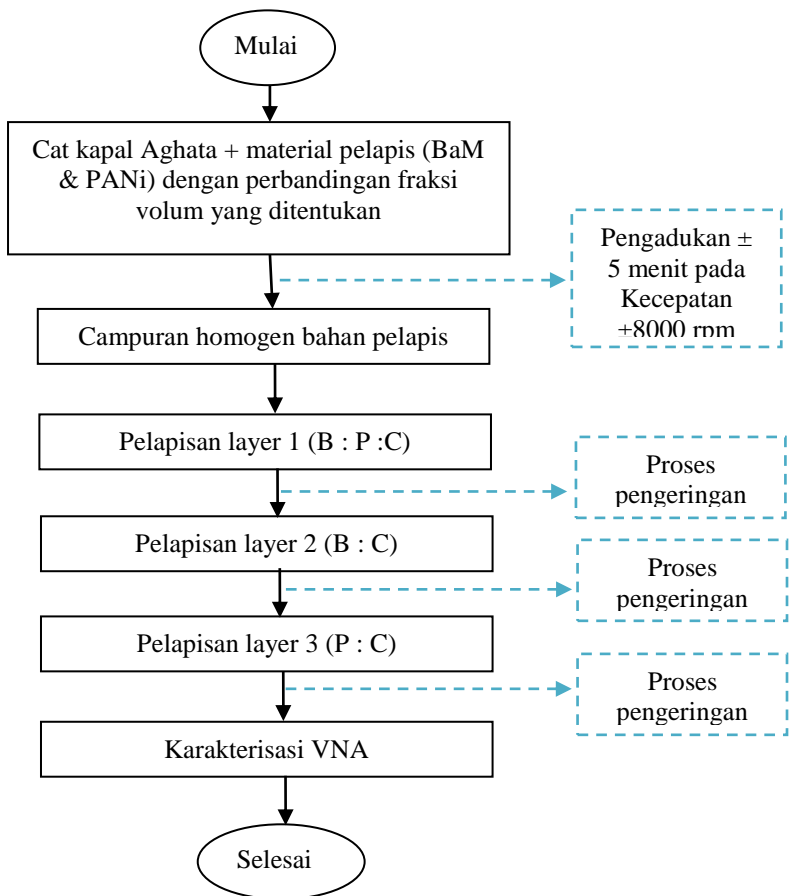 Mulai
Cat kapal Aghata + material pelapis (BaM
& PANi) dengan perbandingan fraksi
volum yang ditentukan
Pengadukan ±
5 menit pada
Kecepatan
±8000 rpm
Campuran homogen bahan pelapis
Pelapisan layer 1 (B : P :C)
Proses
pengeringan
Pelapisan layer 2 (B : C)
Proses
pengeringan
Pelapisan layer 3 (P : C)
Proses
pengeringan
Karakterisasi VNA
Selesai